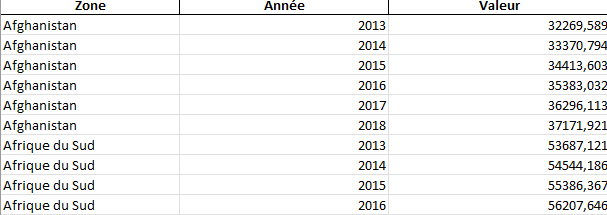 Zone Année Valeur
Afghanistan 2013 32269,589
Afghanistan 2014 33370,794
Afghanistan 2015 34413,603
Afghanistan 2016 35383,032
Afghanistan 2017 36296,113
Afghanistan 2018 37171,921
Afrique du Sud 2013 53687,121
Afrique du Sud 2014 54544,186
Afrique du Sud 2015 55386,367
Afrique du Sud 2016 56207,646